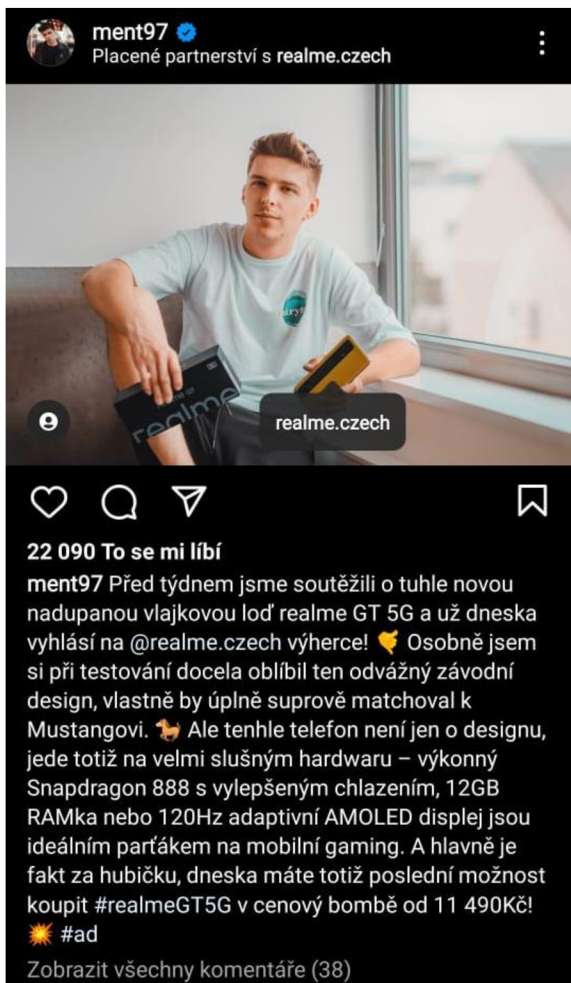 ment97
Placené partnerství s realme.czech
realme
realme.czech
22 090 To se mi líbí
ment97 Před týdnem jsme soutěžili o tuhle novou
nadupanou vlajkovou loď realme GT 5G a už dneska
vyhlásí na @realme.czech výherce! 🤙 Osobně jsem
si při testování docela oblíbil ten odvážný závodní
design, vlastně by úplně suprově matchoval k
Mustangovi. 🐎 Ale tenhle telefon není jen o designu,
jede totiž na velmi slušným hardwaru – výkonný
Snapdragon 888 s vylepšeným chlazením, 12GB
RAMka nebo 120Hz adaptivní AMOLED displej jsou
ideálním parťákem na mobilní gaming. A hlavně je
fakt za hubičku, dneska máte totiž poslední možnost
koupit #realmeGT5G v cenový bombě od 11 490Kč!
💥 #ad
Zobrazit všechny komentáře (38)